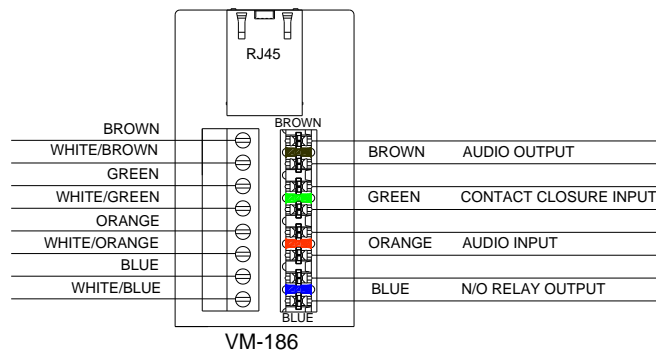 RJ45
BROWN
BROWN
WHITE/BROWN
BROWN AUDIO OUTPUT
GREEN
WHITE/GREEN
GREEN CONTACT CLOSURE INPUT
ORANGE
WHITE/ORANGE
ORANGE AUDIO INPUT
BLUE
WHITE/BLUE
BLUE N/O RELAY OUTPUT
BLUE
VM-186